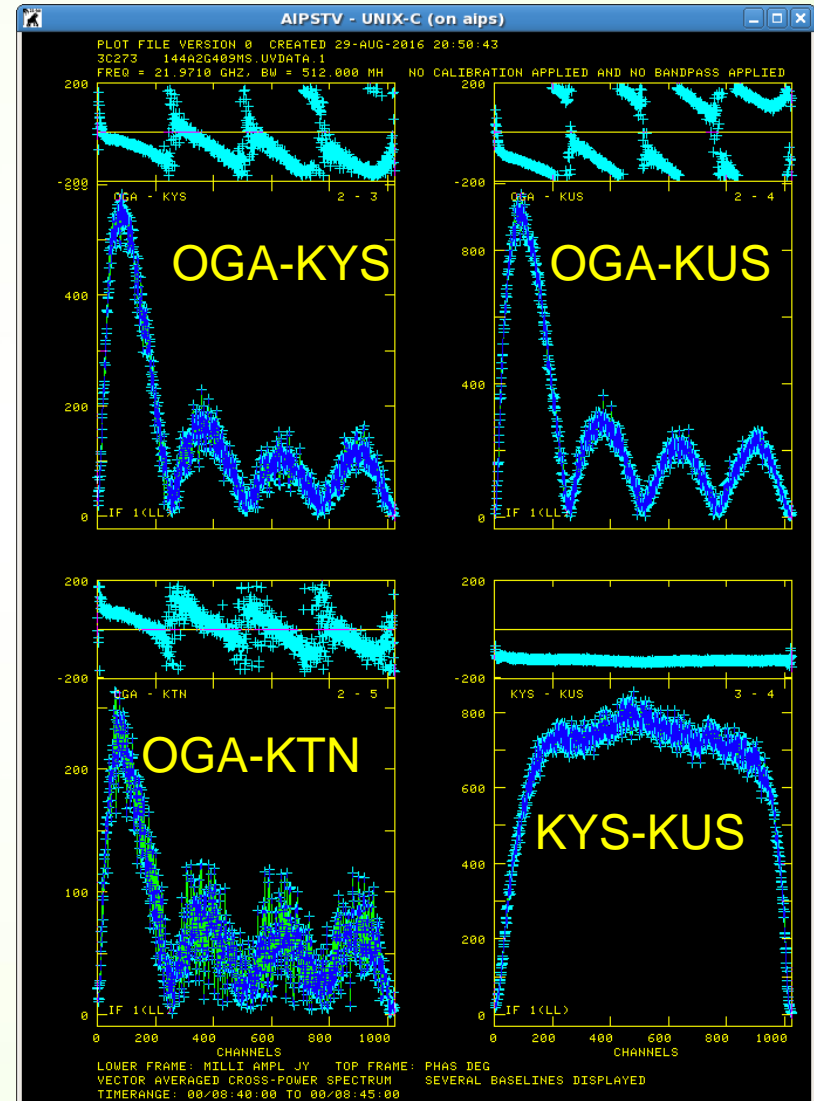 AIPSTV - UNIX-C (on aips)
PLOT FILE VERSION 0 CREATED 29-AUG-2016 20:50:43
3C273 144A2G409MS.UVDATA.1
FREQ = 21.9710 GHZ, BW = 512.000 MH NO CALIBRATION APPLIED AND NO BANDPASS APPLIED
200
-200
OGA - KYS 2 - 3
OGA-KYS
400
200
0
IF 1(LL)
200
-200
OGA - KUS 2 - 4
OGA-KUS
800
400
0
IF 1(LL)
200
-200
OGA - KTN 2 - 5
OGA-KTN
200
100
0
IF 1(LL)
0 200 400 600 800 1000
CHANNELS
200
-200
KYS - KUS 3 - 4
800
KYS-KUS
600
400
200
0
IF 1(LL)
0 200 400 600 800 1000
CHANNELS
LOWER FRAME: MILLI AMPL JY TOP FRAME: PHAS DEG
VECTOR AVERAGED CROSS-POWER SPECTRUM SEVERAL BASELINES DISPLAYED
TIMERANGE: 00/08:40:00 TO 00/08:45:00